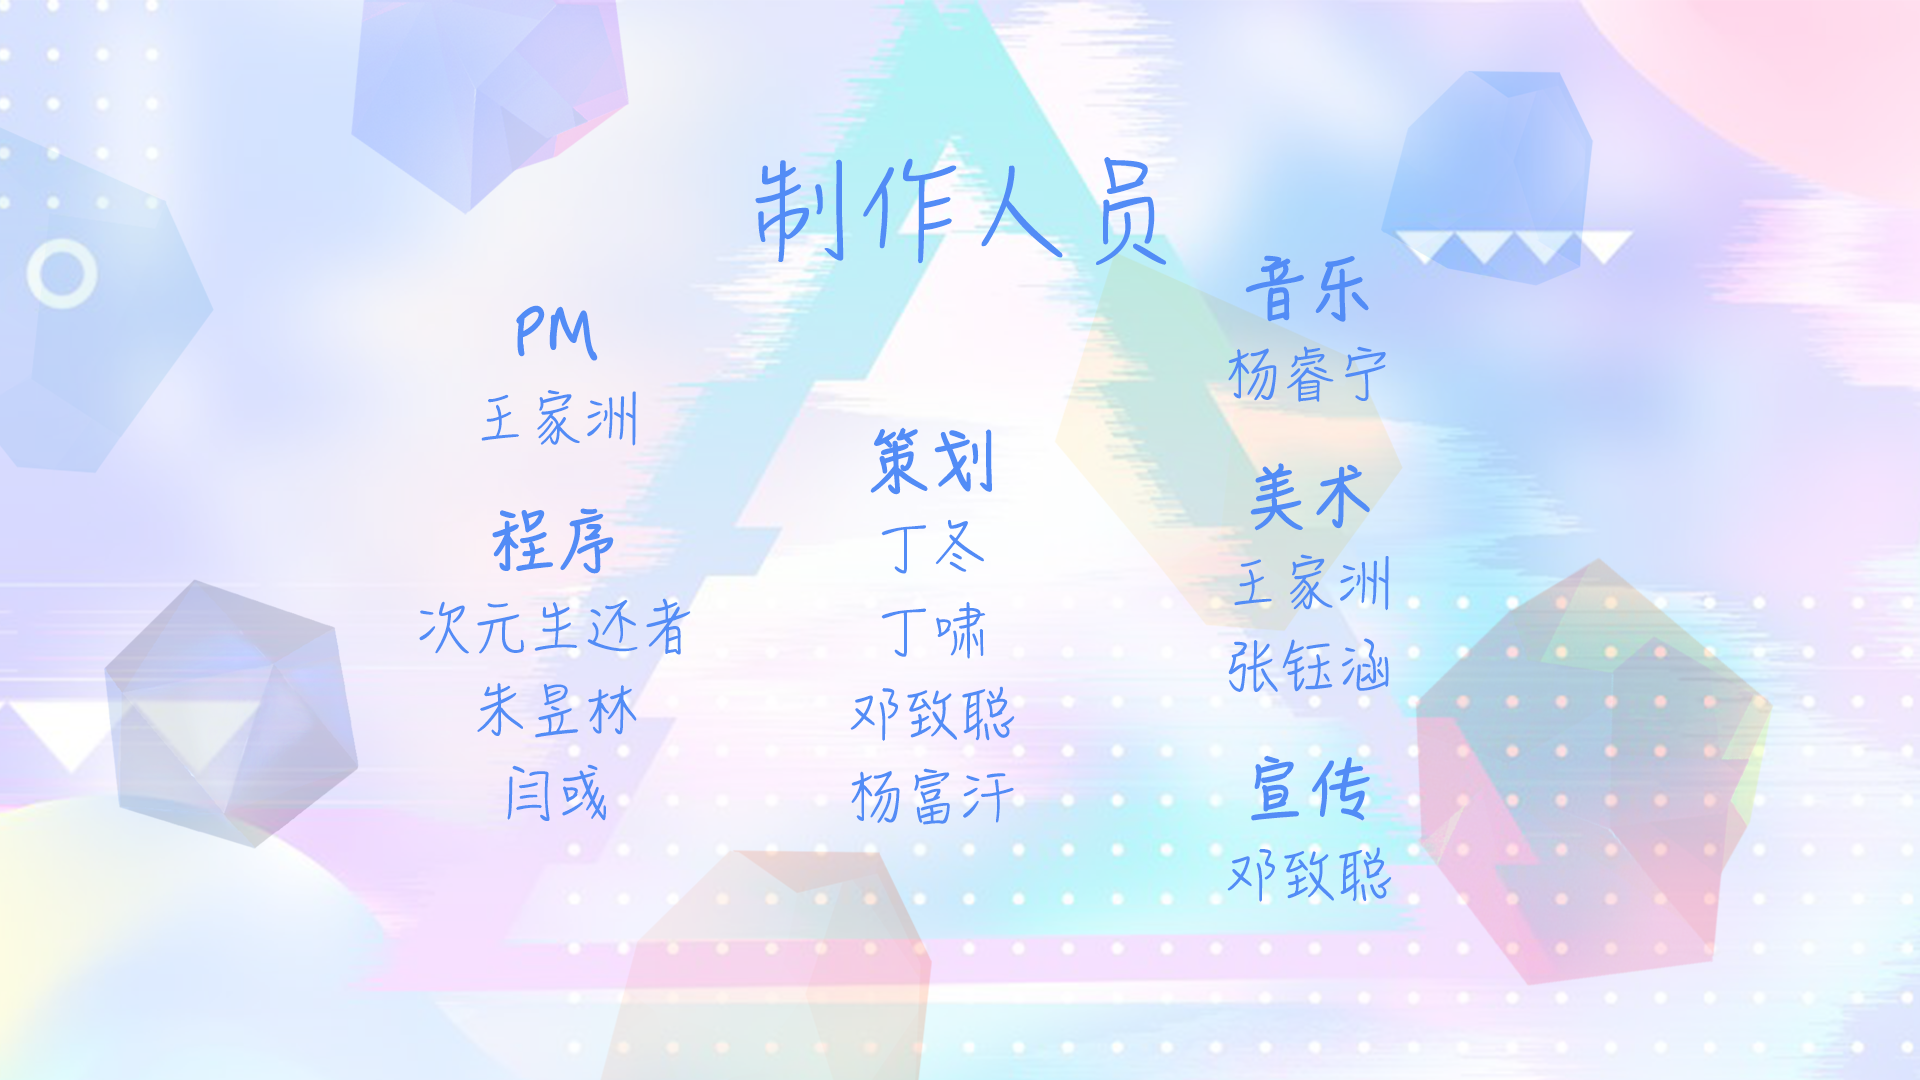 制作人员
PM
王家洲
程序
次元生还者
朱昱林
闫彧
策划
丁冬
丁啸
邓致聪
杨富汗
音乐
杨睿宁
美术
王家洲
张钰涵
宣传
邓致聪